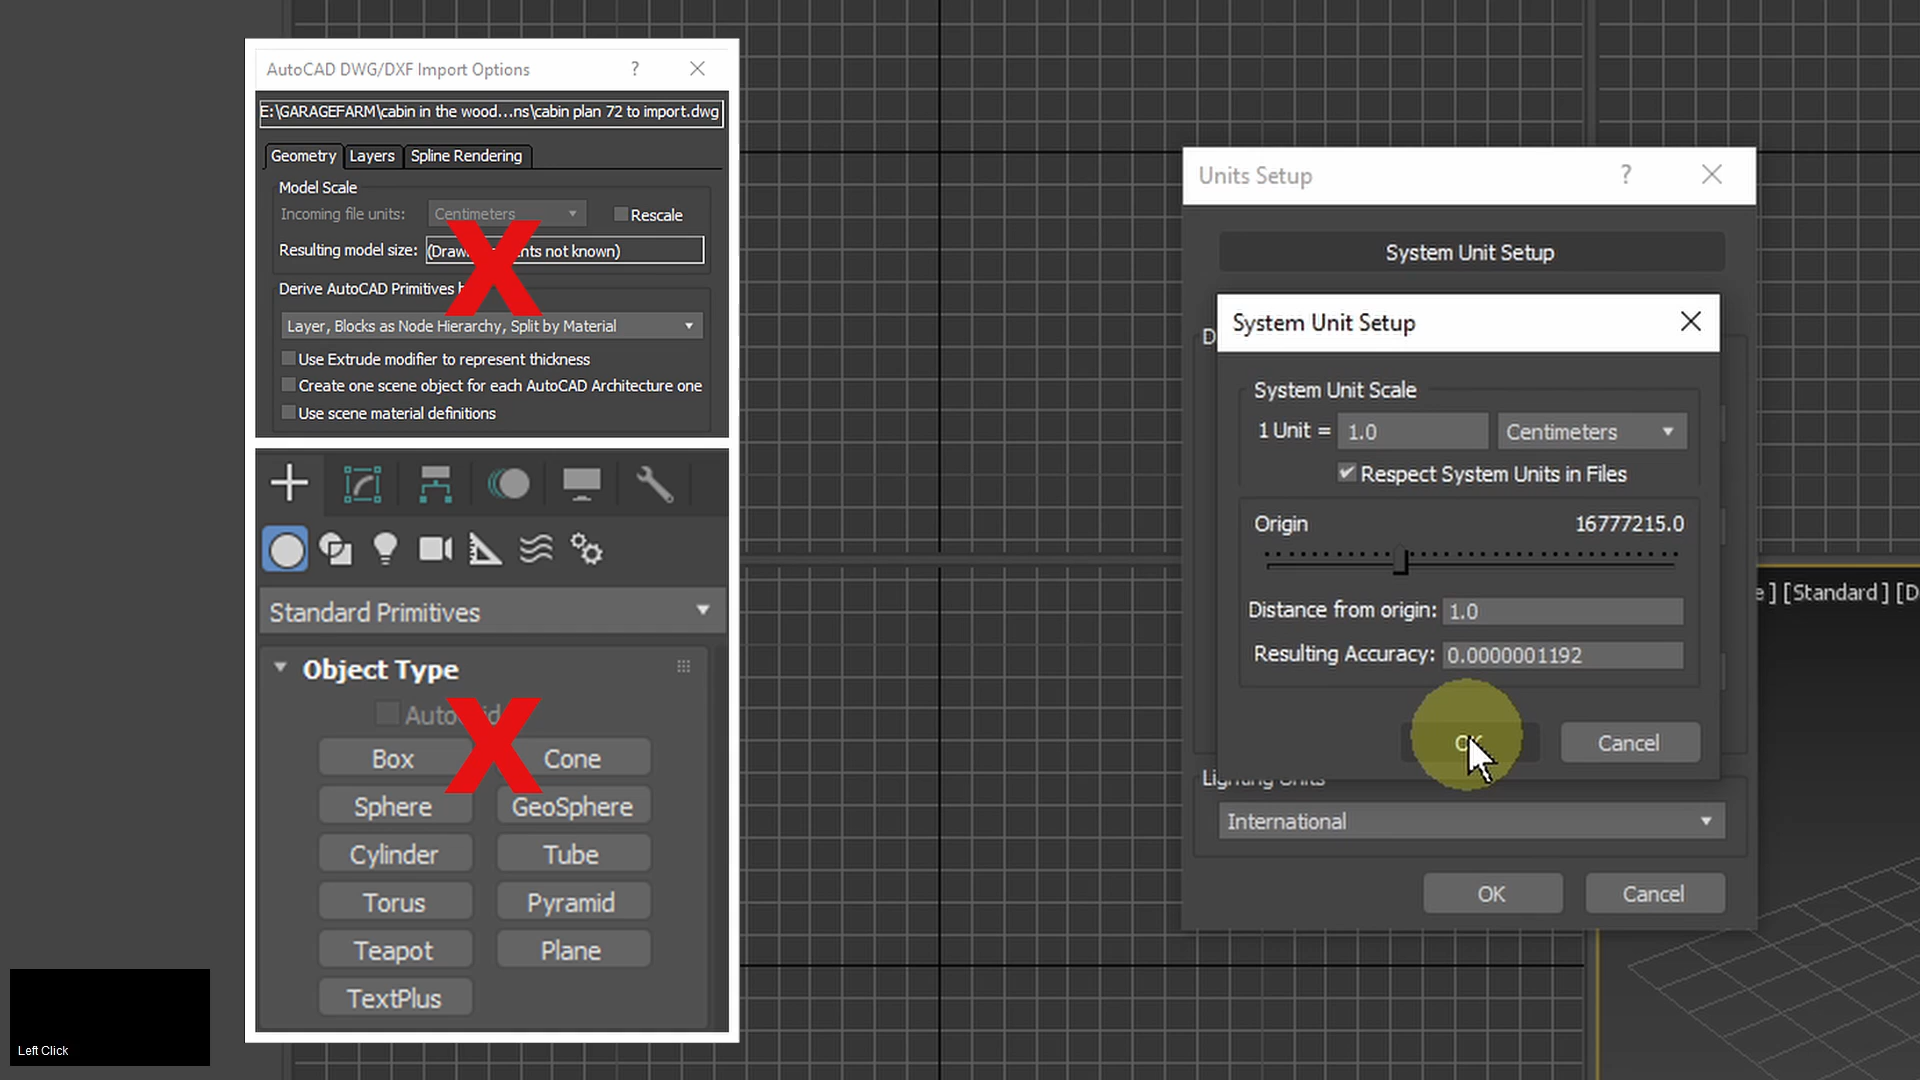 AutoCAD DWG/DXF Import Options
?
E:\GARAGEFARM\cabin in the wood...ns\cabin plan 72 to import.dwg
Geometry Layers Spline Rendering
Model Scale
Incoming file units: Centimeters Rescale
Resulting model size: not known)
Derive AutoCAD Primitives
Layer, Blocks as Node Hierarchy, Split by Material
Use Extrude modifier to represent thickness
Create one scene object for each AutoCAD Architecture one
Use scene material definitions
X
Standard Primitives
Object Type
Box Cone
Sphere GeoSphere
Cylinder Tube
Torus Pyramid
Teapot Plane
TextPlus
X
Left Click
Units Setup ?
System Unit Setup
System Unit Setup
System Unit Scale
1 Unit = 1.0 Centimeters
Respect System Units in Files
Origin 16777215.0
Distance from origin: 1.0
Resulting Accuracy: 0.0000001192
OK Cancel
Lighting Units
International
OK Cancel
] [Standard ] [D